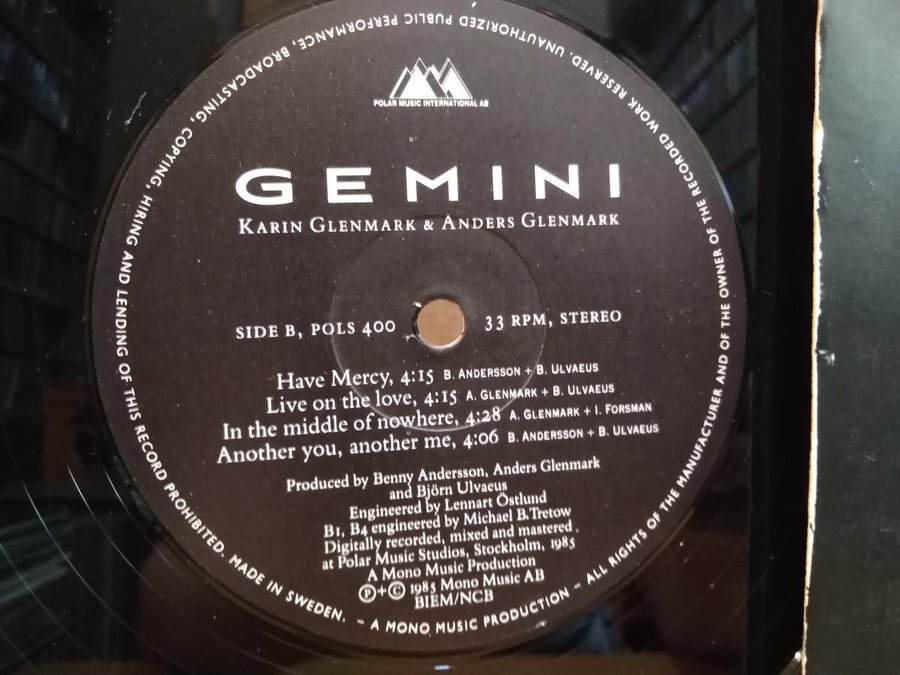 POLAR MUSIC INTERNATIONAL AB
GEMINI
KARIN GLENMARK & ANDERS GLENMARK
SIDE B, POLS 400
33 RPM, STEREO
Have Mercy, 4:15 B. ANDERSSON + B. ULVAEUS
Live on the love, 4:15 A. GLENMARK + B. ULVAEUS
In the middle of nowhere, 4:28 A. GLENMARK + I. FORSMAN
Another you, another me, 4:06 B. ANDERSSON + B. ULVAEUS
Produced by Benny Andersson, Anders Glenmark
and Björn Ulvaeus
Engineered by Lennart Östlund
B1, B4 engineered by Michael B. Tretow
Digitally recorded, mixed and mastered
at Polar Music Studios, Stockholm, 1985
A Mono Music Production
Ⓟ+© 1985 Mono Music AB
BIEM/NCB
– A MONO MUSIC PRODUCTION – ALL RIGHTS OF THE MANUFACTURER AND OF THE OWNER OF THE RECORDED WORK RESERVED. UNAUTHORIZED PUBLIC PERFORMANCE, BROADCASTING, COPYING, HIRING AND LENDING OF THIS RECORD PROHIBITED. MADE IN SWEDEN.